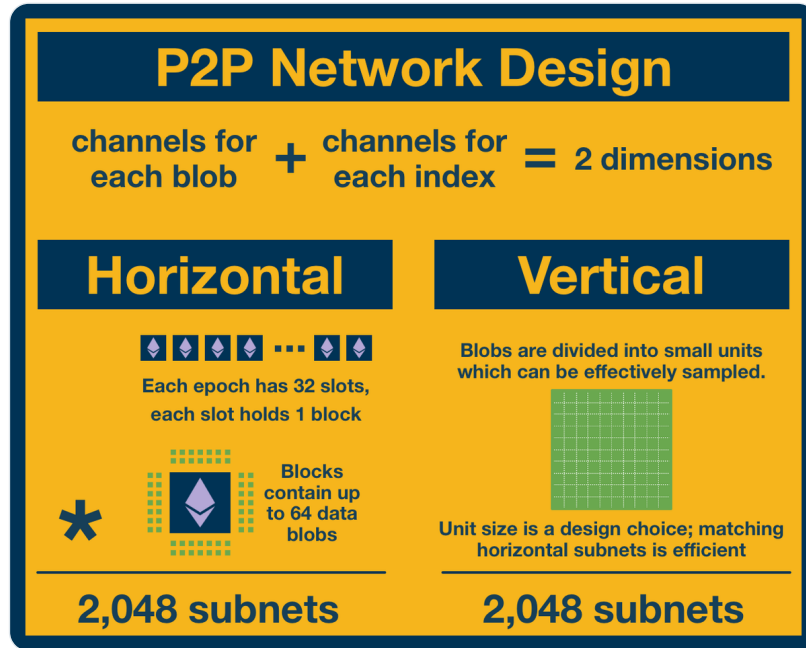 P2P Network Design
channels for
each blob
+
channels for
each index
=
2 dimensions
Horizontal
Each epoch has 32 slots,
each slot holds 1 block
*
Blocks
contain up
to 64 data
blobs
2,048 subnets
Vertical
Blobs are divided into small units
which can be effectively sampled.
Unit size is a design choice; matching
horizontal subnets is efficient
2,048 subnets